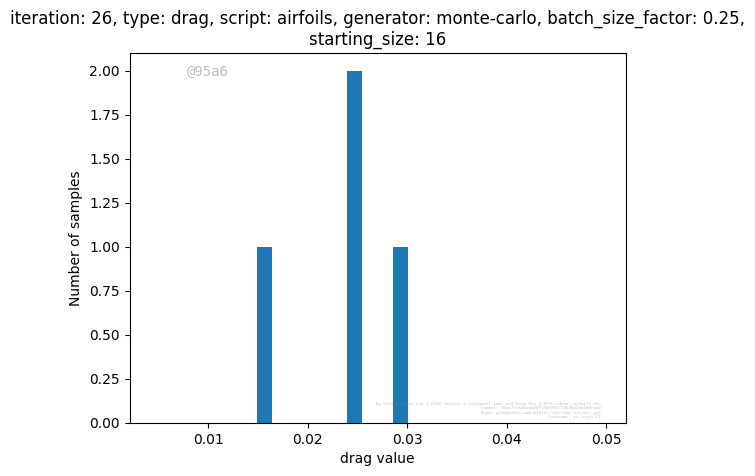 iteration: 26, type: drag, script: airfoils, generator: monte-carlo, batch_size_factor: 0.25,
starting_size: 16
@95a6
2.00
1.75
1.50
1.25
1.00
0.75
0.50
0.25
0.00
Number of samples
0.01
0.02
0.03
0.04
0.05
drag value